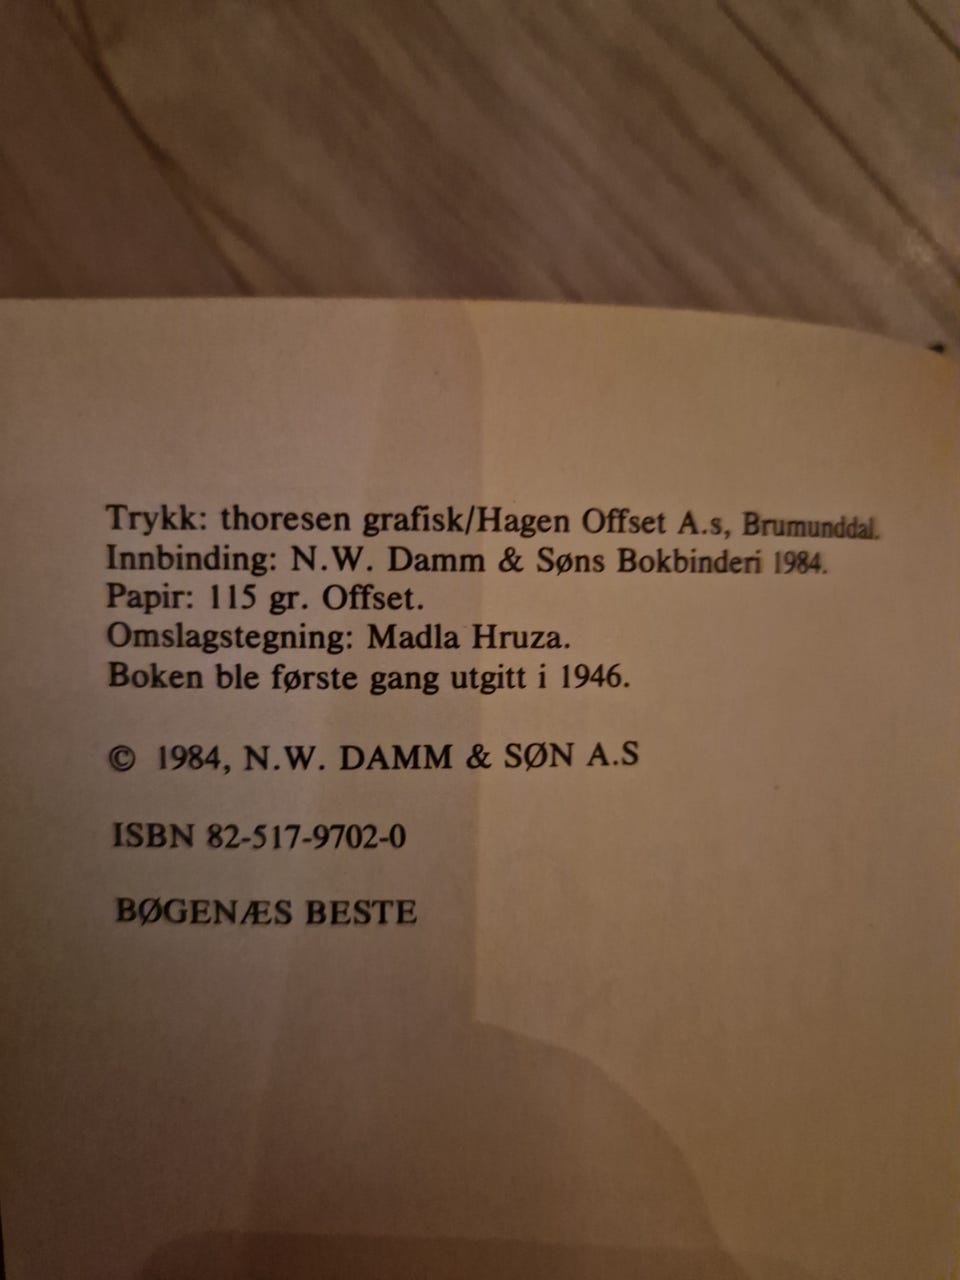 Trykk: thoresen grafisk/Hagen Offset A.s, Brumunddal.
Innbinding: N.W. Damm & Søns Bokbinderi 1984.
Papir: 115 gr. Offset.
Omslagstegning: Madla Hruza.
Boken ble første gang utgitt i 1946.
© 1984, N.W. DAMM & SØN A.S
ISBN 82-517-9702-0
BØGENÆS BESTE